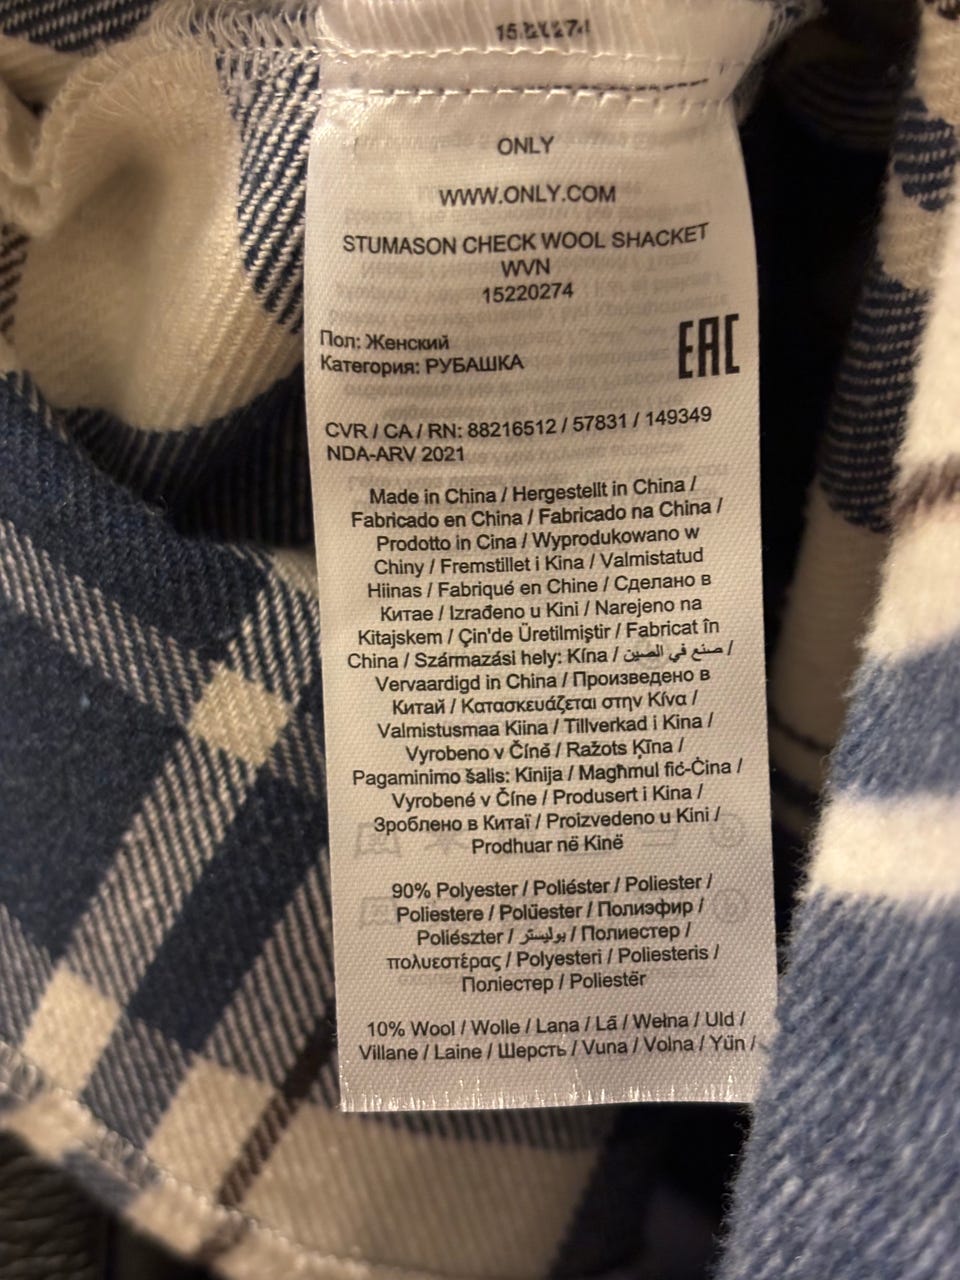 ONLY
WWW.ONLY.COM
STUMASON CHECK WOOL SHACKET
WVN
15220274
Пол: Женский
Категория: РУБАШКА
EAC
CVR / CA / RN: 88216512 / 57831 / 149349
NDA-ARV 2021
Made in China / Hergestellt in China /
Fabricado en China / Fabricado na China /
Prodotto in Cina / Wyprodukowano w
Chiny / Fremstillet i Kina / Valmistatud
Hiinas / Fabriqué en Chine / Сделано в
Китае / Izrađeno u Kini / Narejeno na
Kitajskem / Çin'de Üretilmiştir / Fabricat în
China / Származási hely: Kína / صنع في الصين /
Vervaardigd in China / Произведено в
Китай / Κατασκευάζεται στην Κίνα /
Valmistusmaa Kiina / Tillverkad i Kina /
Vyrobeno v Číně / Ražots Ķīna /
Pagaminimo šalis: Kinija / Magħmul fiċ-Ċina /
Vyrobené v Číne / Produsert i Kina /
Зроблено в Китаї / Proizvedeno u Kini /
Prodhuar në Kinë
90% Polyester / Poliéster / Poliester /
Poliestere / Polüester / Полиэфир /
Poliészter / بوليستر / Полиестер /
πολυεστέρας / Polyesteri / Poliesteris /
Поліестер / Poliestër
10% Wool / Wolle / Lana / Lã / Wełna / Uld /
Villane / Laine / Шерсть / Vuna / Volna / Yün /